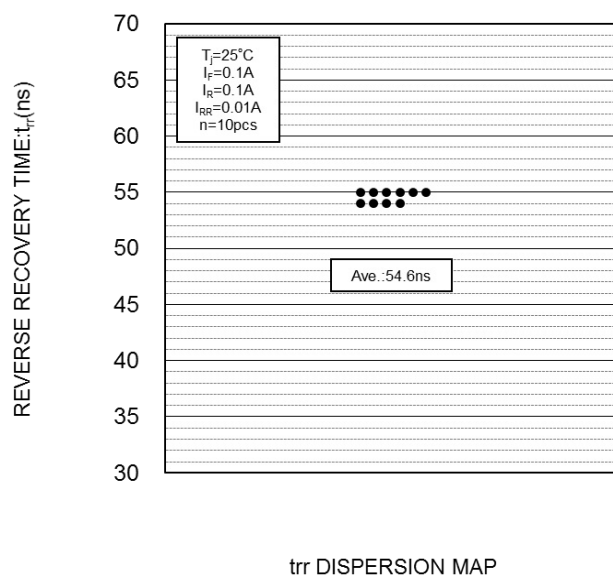 REVERSE RECOVERY TIME:trr(ns)
70
65
60
55
50
45
40
35
30
Tj=25°C
IF=0.1A
IR=0.1A
IRR=0.01A
n=10pcs
Ave.:54.6ns
trr DISPERSION MAP